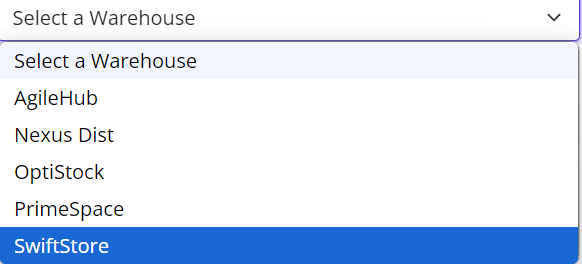 Select a Warehouse
Select a Warehouse
AgileHub
Nexus Dist
OptiStock
PrimeSpace
SwiftStore